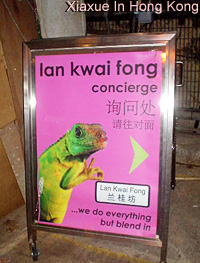 Xiaxue In Hong Kong
lan kwai fong
concierge
询问处
请往对面
Lan Kwai Fong
兰桂坊
...we do everything
but blend in